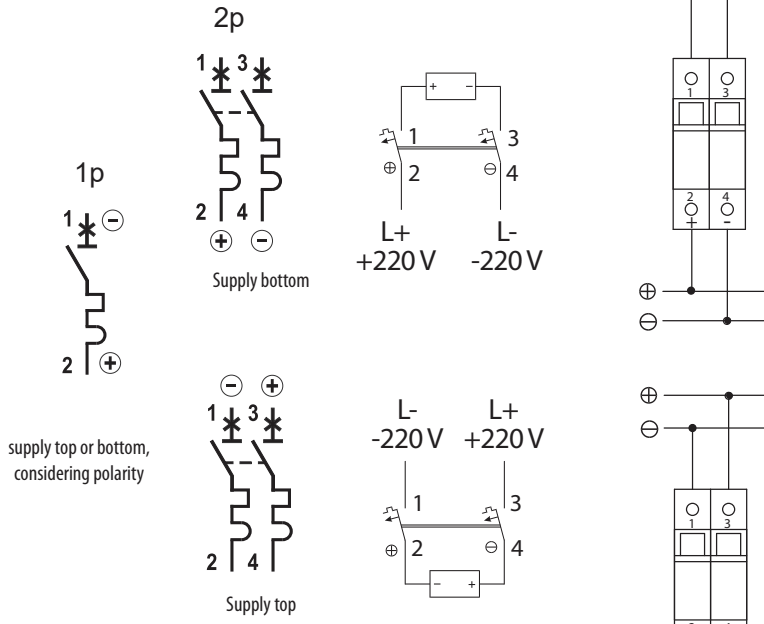 1p
1 ⊖
2 ⊕
supply top or bottom,
considering polarity
2p
1 3
2 4
⊕ ⊖
Supply bottom
+ −
1 3
⊕ 2 ⊖ 4
L+ L-
+220 V -220 V
1 3
2 4
+ -
⊕
⊖
⊖ ⊕
1 3
2 4
Supply top
L- L+
-220 V +220 V
1 3
⊕ 2 ⊖ 4
− +
⊕
⊖
1 3